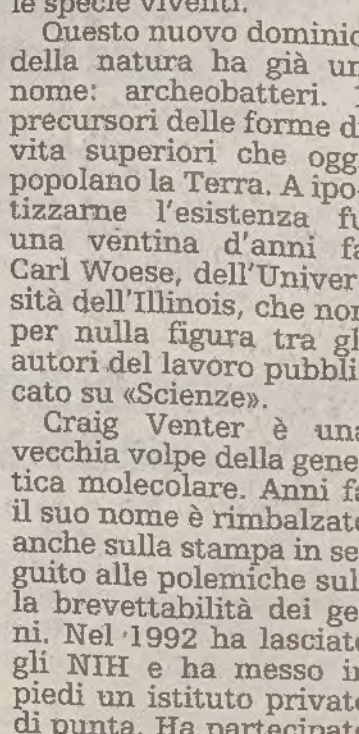 le specie viventi.
Questo nuovo dominio
della natura ha già un
nome: archeobatteri.
precursori delle forme di
vita superiori che oggi
popolano la Terra. A ipo-
tizzarne l'esistenza fu
una ventina d'anni fa
Carl Woese, dell'Univer-
sità dell'Illinois, che non
per nulla figura tra gli
autori del lavoro pubbli-
cato su «Scienze».
Craig Venter è una
vecchia volpe della gene-
tica molecolare. Anni fa
il suo nome è rimbalzato
anche sulla stampa in se-
guito alle polemiche sul-
la brevettabilità dei ge-
ni. Nel 1992 ha lasciato
gli NIH e ha messo in
piedi un istituto privato
di punta. Ha partecipato